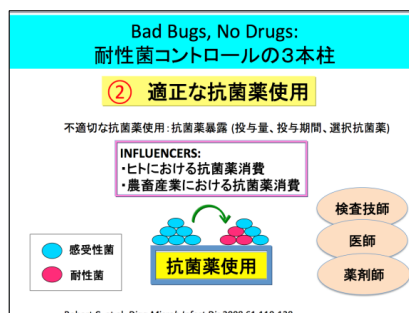 Bad Bugs, No Drugs:
耐性菌コントロールの３本柱
② 適正な抗菌薬使用
不適切な抗菌薬使用：抗菌薬暴露 (投与量、投与期間、選択抗菌薬)
INFLUENCERS:
・ヒトにおける抗菌薬消費
・農畜産業における抗菌薬消費
感受性菌
耐性菌
抗菌薬使用
検査技師
医師
薬剤師